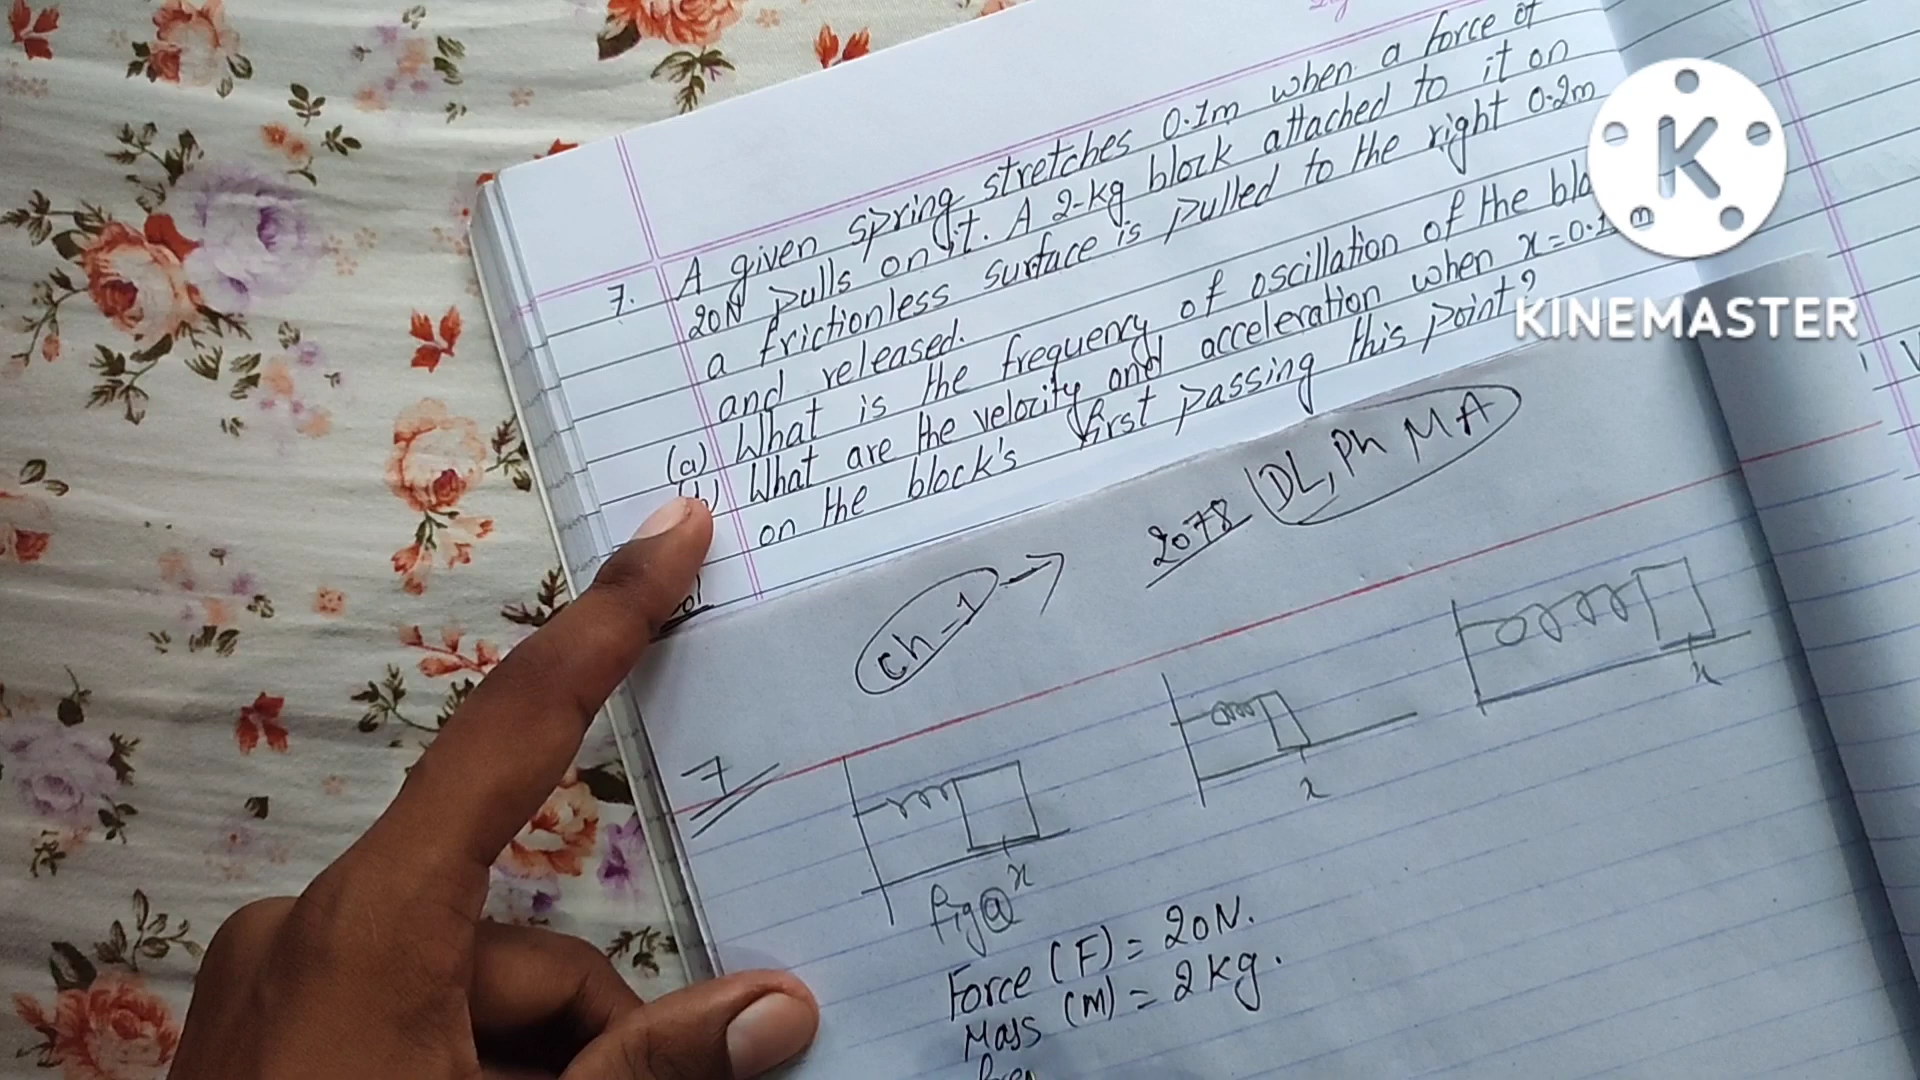 7. A given spring stretches 0.1m when a force of
20N pulls on it. A 2-kg block attached to it on
a frictionless surface is pulled to the right 0.2m
and released.
(a) What is the frequency of oscillation of the
(b) What are the velocity and acceleration when x=0.1 m
on the block's first passing this point?
Ch-1 → 2078 DL, Ph MA
7
x
x
x
fig @
Force (F) = 20N.
Mass (m) = 2kg.
K
KINEMASTER